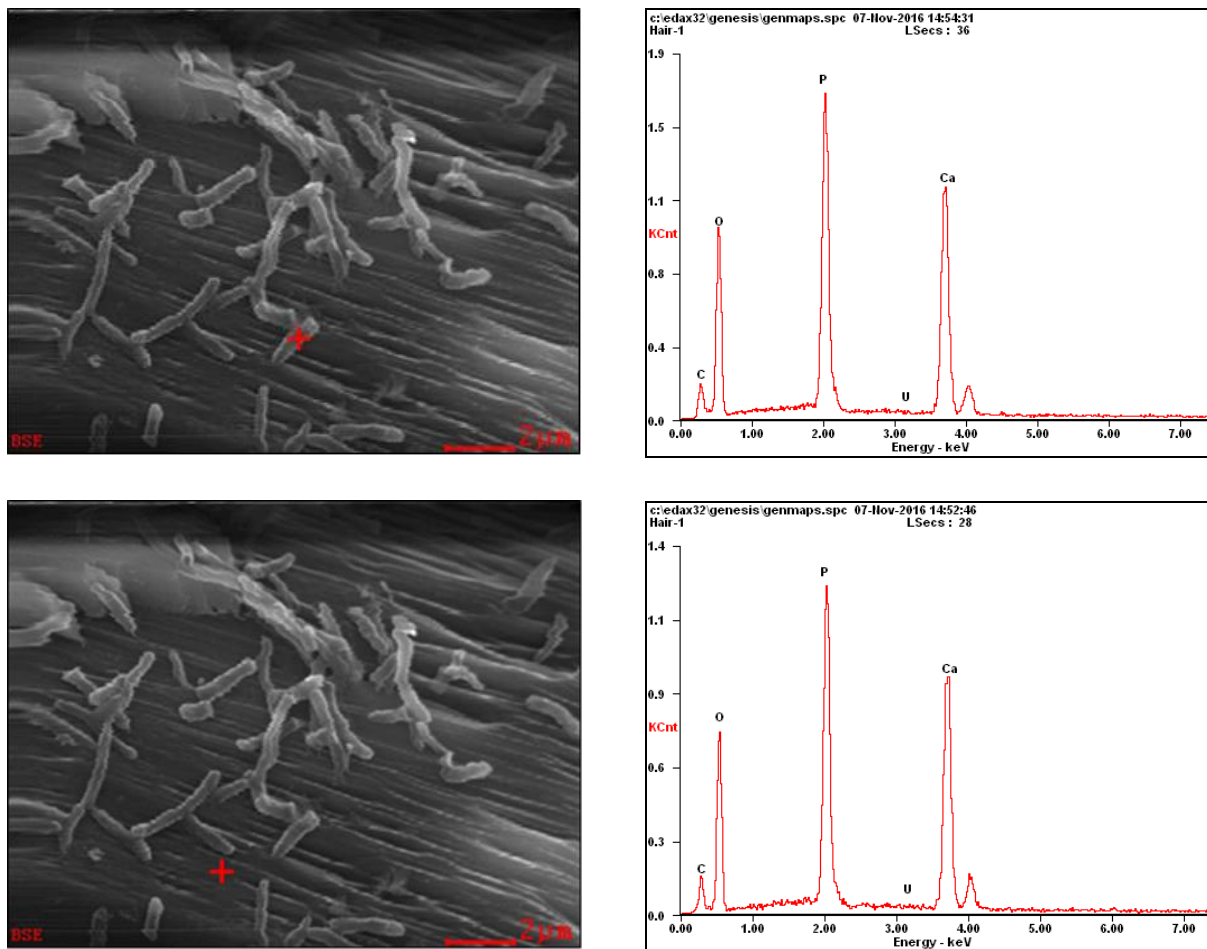 BSE
2μm
c:\edax32\genesis\genmaps.spc 07-Nov-2016 14:54:31
Hair-1 LSecs : 36
1.9
P
1.5
Ca
1.1
O
KCnt
0.8
0.4
C
U
0.0
0.00 1.00 2.00 3.00 4.00 5.00 6.00 7.00
Energy - keV
BSE
2μm
c:\edax32\genesis\genmaps.spc 07-Nov-2016 14:52:46
Hair-1 LSecs : 28
1.4
P
1.1
Ca
0.9
O
KCnt
0.6
0.3
C
U
0.0
0.00 1.00 2.00 3.00 4.00 5.00 6.00 7.00
Energy - keV